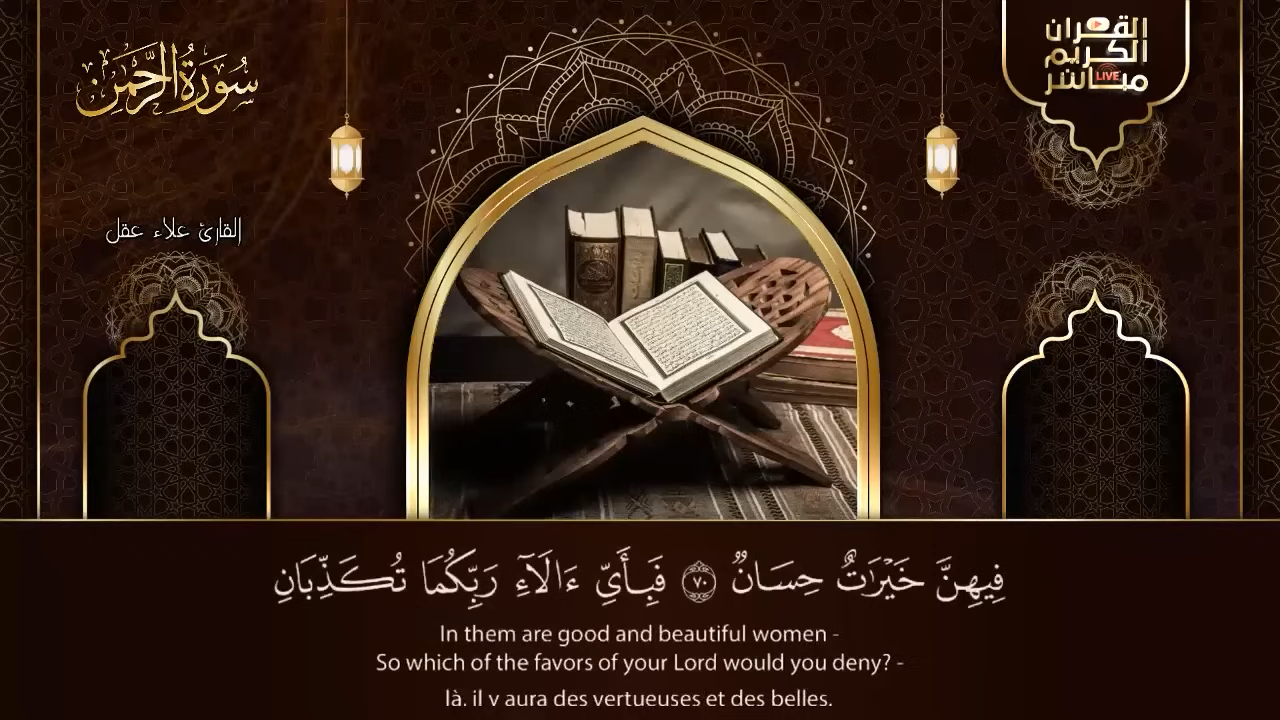 سُورَةُ الرَّحْمَن
القرآن
الكريم
مباشر
LIVE
القارئ علاء عقل
فِيهِنَّ خَيْرَٰتٌ حِسَانٌ ٧٠ فَبِأَيِّ ءَالَآءِ رَبِّكُمَا تُكَذِّبَانِ
In them are good and beautiful women -
So which of the favors of your Lord would you deny? -
là, il y aura des vertueuses et des belles.